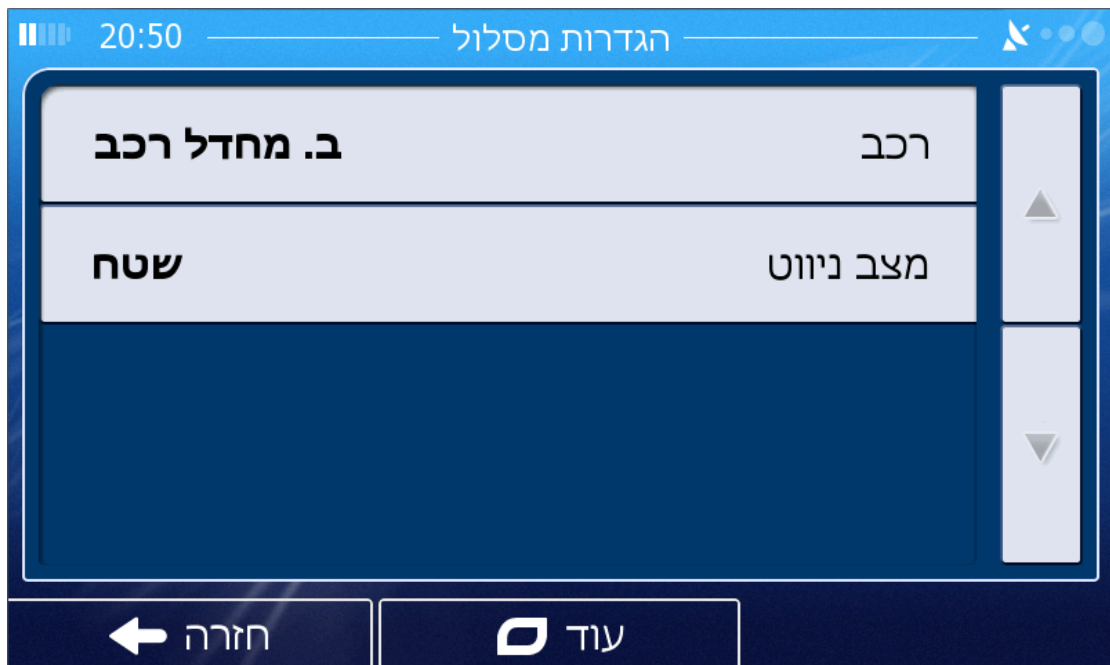 הגדרות מסלול 20:50
רכב ב. מחדל רכב
מצב ניווט שטח
עוד חזרה